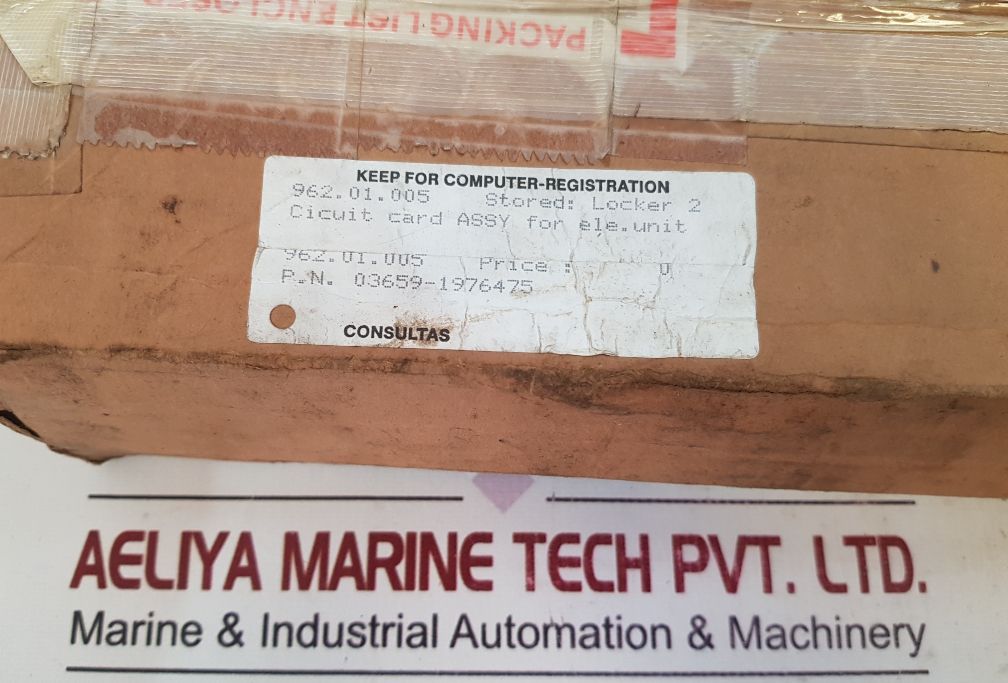 PACKING LIST ENCLOSED
KEEP FOR COMPUTER-REGISTRATION
962.01.005 Stored: Locker 2
Cicuit card ASSY for ele.unit
962.01.005 Price : 0
P.N. 03659-1976475
CONSULTAS
AELIYA MARINE TECH PVT. LTD.
Marine & Industrial Automation & Machinery